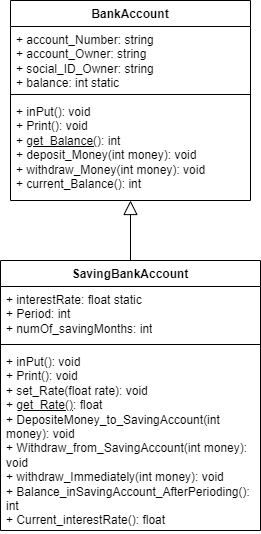 BankAccount
+ account_Number: string
+ account_Owner: string
+ social_ID_Owner: string
+ balance: int static
+ inPut(): void
+ Print(): void
+ get_Balance(): int
+ deposit_Money(int money): void
+ withdraw_Money(int money): void
+ current_Balance(): int
SavingBankAccount
+ interestRate: float static
+ Period: int
+ numOf_savingMonths: int
+ inPut(): void
+ Print(): void
+ set_Rate(float rate): void
+ get_Rate(): float
+ DepositeMoney_to_SavingAccount(int
money): void
+ Withdraw_from_SavingAccount(int money):
void
+ withdraw_Immediately(int money): void
+ Balance_inSavingAccount_AfterPerioding():
int
+ Current_interestRate(): float